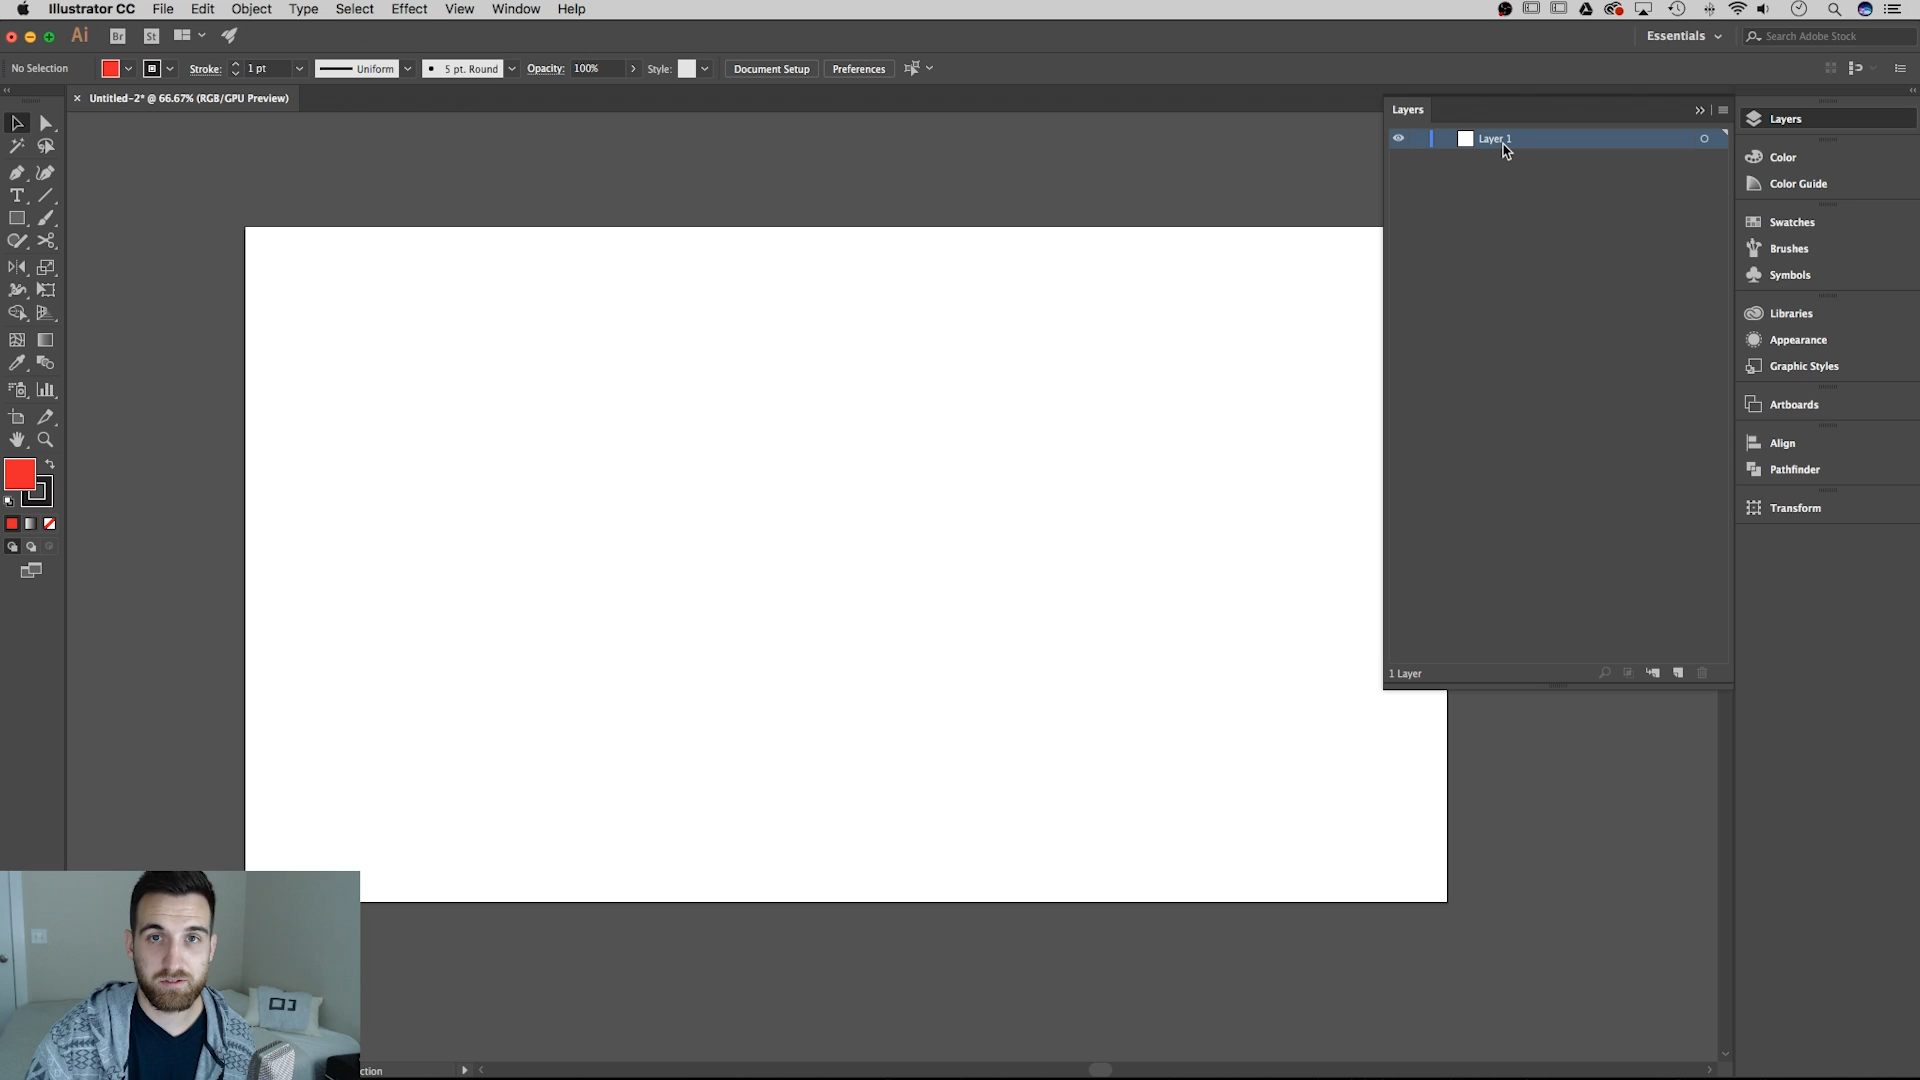 Illustrator CC File Edit Object Type Select Effect View Window Help
Ai Br St Essentials Search Adobe Stock
No Selection Stroke: 1 pt Uniform 5 pt. Round Opacity: 100% Style: Document Setup Preferences
× Untitled-2* @ 66.67% (RGB/GPU Preview)
Layers
Layer 1
1 Layer
Layers
Color
Color Guide
Swatches
Brushes
Symbols
Libraries
Appearance
Graphic Styles
Artboards
Align
Pathfinder
Transform
ction